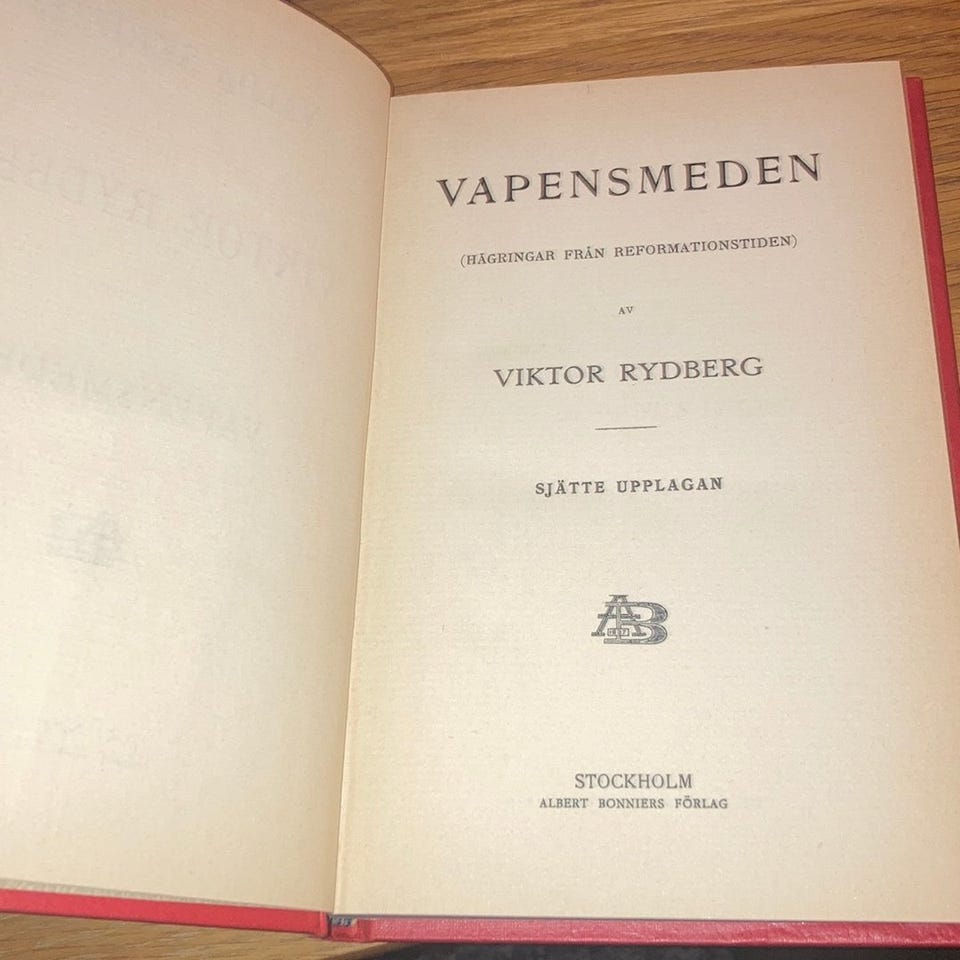 VAPENSMEDEN
(HÄGRINGAR FRÅN REFORMATIONSTIDEN)
AV
VIKTOR RYDBERG
SJÄTTE UPPLAGAN
AB
STOCKHOLM
ALBERT BONNIERS FÖRLAG